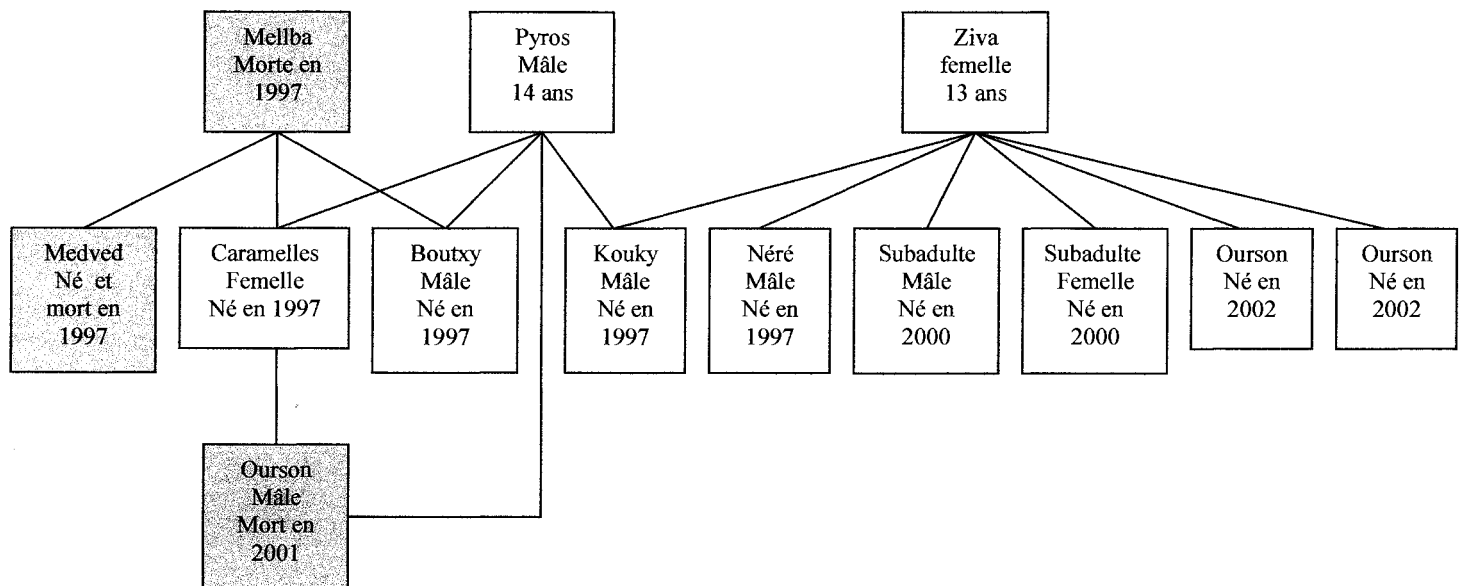 Mellba
Morte en
1997
Pyros
Mâle
14 ans
Ziva
femelle
13 ans
Medved
Né et
mort en
1997
Caramelles
Femelle
Né en 1997
Boutxy
Mâle
Né en
1997
Kouky
Mâle
Né en
1997
Néré
Mâle
Né en
1997
Subadulte
Mâle
Né en
2000
Subadulte
Femelle
Né en
2000
Ourson
Né en
2002
Ourson
Né en
2002
Ourson
Mâle
Mort en
2001